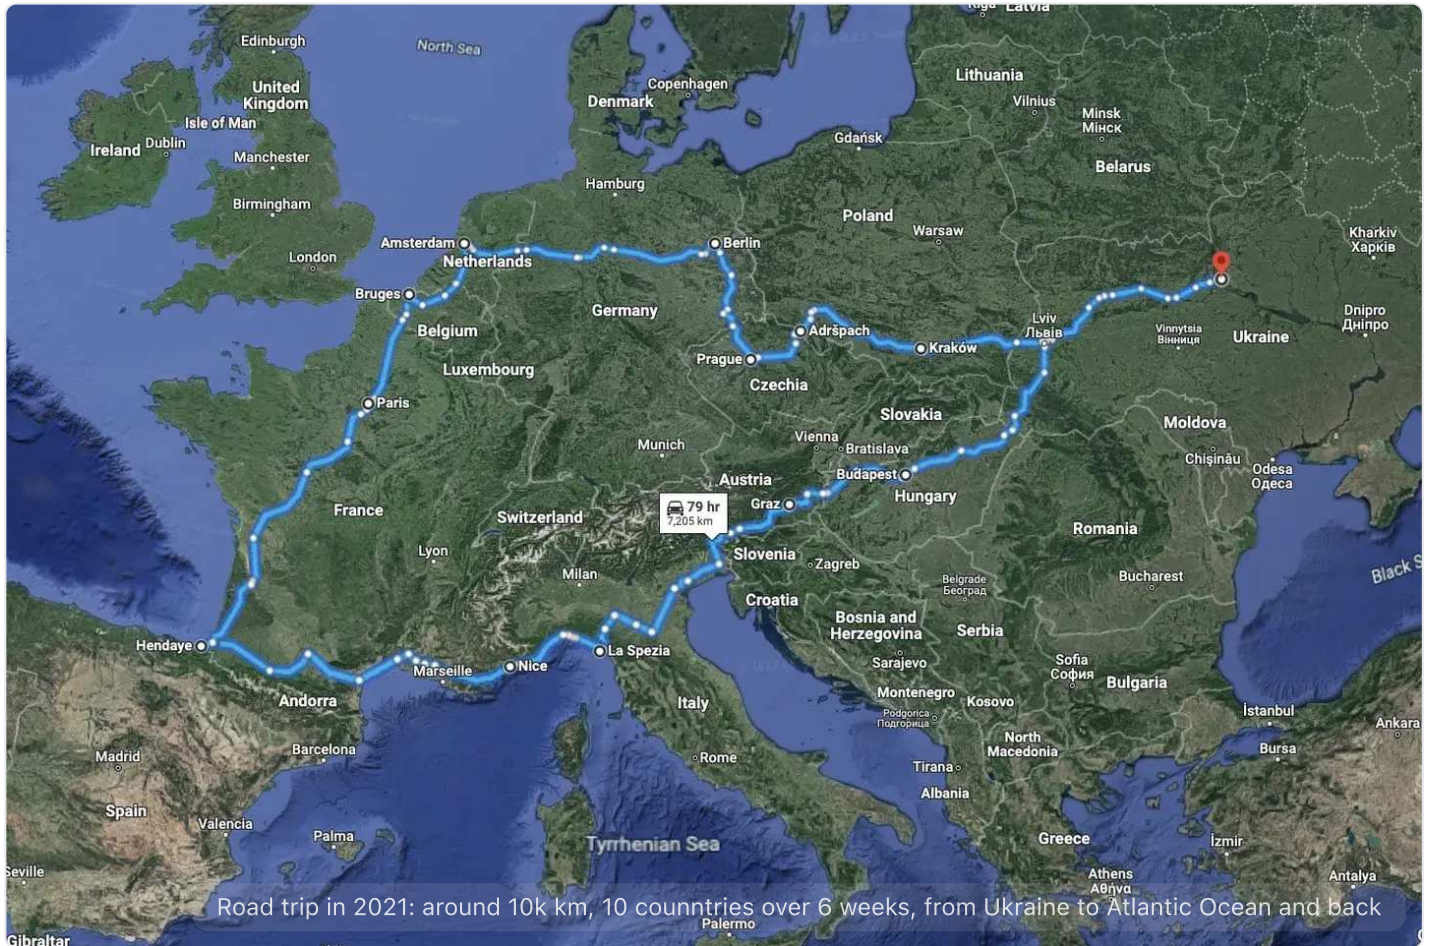 Rīga
Latvia
Edinburgh
North Sea
Copenhagen
Denmark
Lithuania
Vilnius
United
Kingdom
Isle of Man
Ireland
Dublin
Manchester
Minsk
Мінск
Gdańsk
Belarus
Hamburg
Birmingham
Poland
Warsaw
Kharkiv
Харків
London
Amsterdam
Netherlands
Berlin
Bruges
Belgium
Germany
Adršpach
Lviv
Львів
Vinnytsia
Вінниця
Ukraine
Dnipro
Дніпро
Luxembourg
Prague
Czechia
Kraków
Paris
Slovakia
Moldova
Munich
Vienna
Bratislava
Chișinău
Odesa
Одеса
Austria
Budapest
Hungary
France
Switzerland
79 hr
7,205 km
Graz
Romania
Lyon
Milan
Slovenia
Zagreb
Belgrade
Београд
Bucharest
Black S
Croatia
Bosnia and
Herzegovina
Serbia
Hendaye
La Spezia
Marseille
Nice
Sarajevo
Sofia
София
Bulgaria
Andorra
Italy
Montenegro
Kosovo
Podgorica
Подгорица
İstanbul
Ankara
Madrid
Barcelona
Rome
North
Macedonia
Bursa
Tirana
Albania
Spain
Valencia
Palma
Tyrrhenian Sea
Greece
İzmir
Seville
Athens
Αθήνα
Antalya
Road trip in 2021: around 10k km, 10 counntries over 6 weeks, from Ukraine to Atlantic Ocean and back
Palermo
Gibraltar